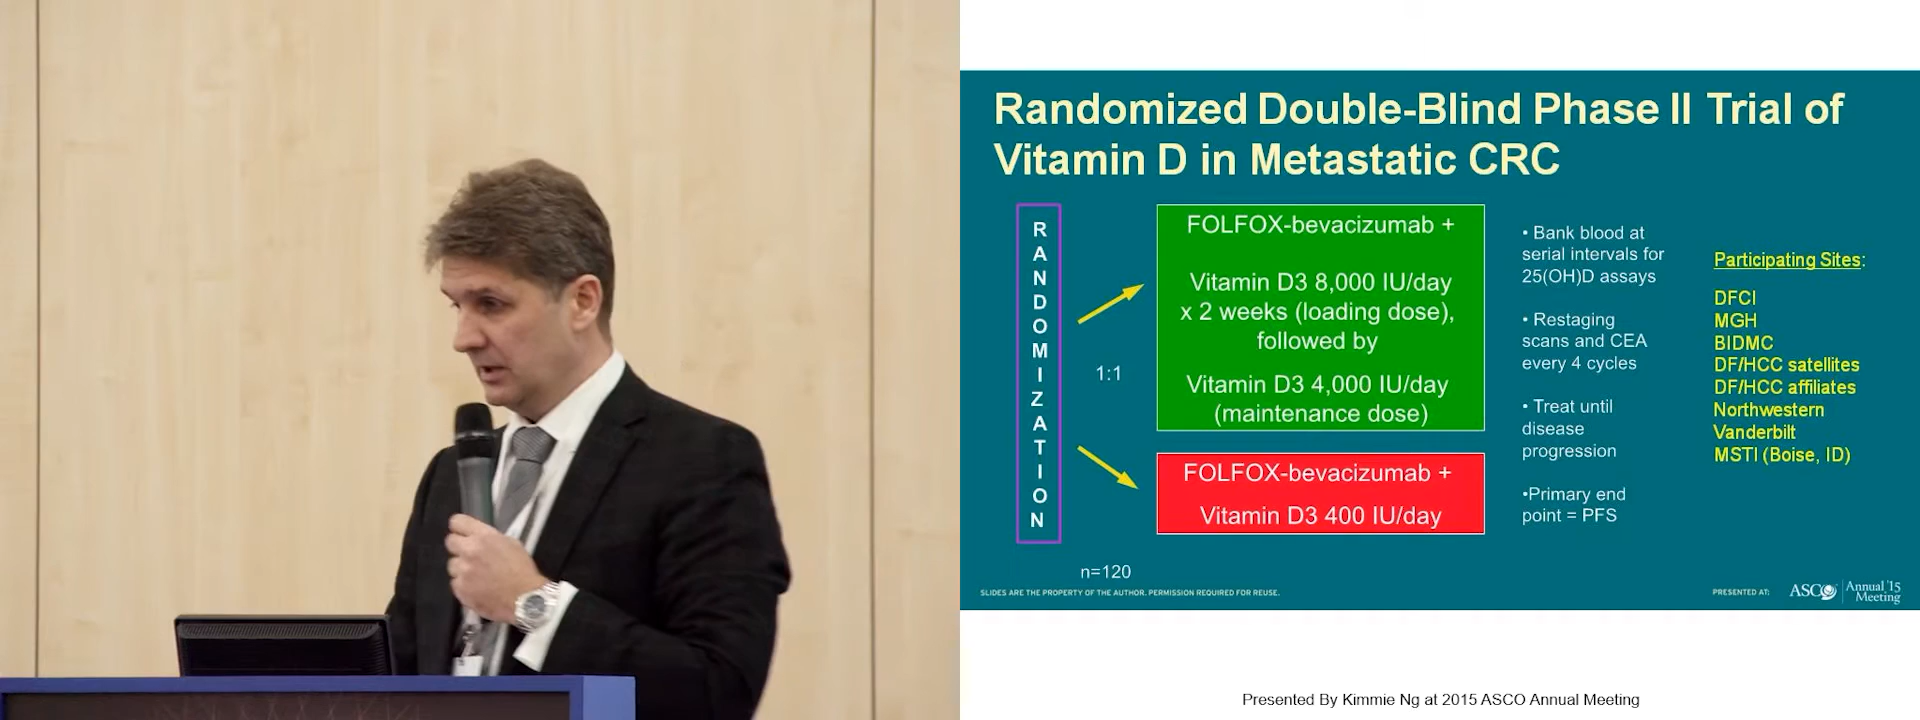 Randomized Double-Blind Phase II Trial of
Vitamin D in Metastatic CRC
RANDOMIZATION
1:1
n=120
FOLFOX-bevacizumab +
Vitamin D3 8,000 IU/day
x 2 weeks (loading dose),
followed by
Vitamin D3 4,000 IU/day
(maintenance dose)
FOLFOX-bevacizumab +
Vitamin D3 400 IU/day
• Bank blood at
serial intervals for
25(OH)D assays
• Restaging
scans and CEA
every 4 cycles
• Treat until
disease
progression
•Primary end
point = PFS
Participating Sites:
DFCI
MGH
BIDMC
DF/HCC satellites
DF/HCC affiliates
Northwestern
Vanderbilt
MSTI (Boise, ID)
SLIDES ARE THE PROPERTY OF THE AUTHOR. PERMISSION REQUIRED FOR REUSE.
PRESENTED AT:
ASCO
Annual '15
Meeting
Presented By Kimmie Ng at 2015 ASCO Annual Meeting